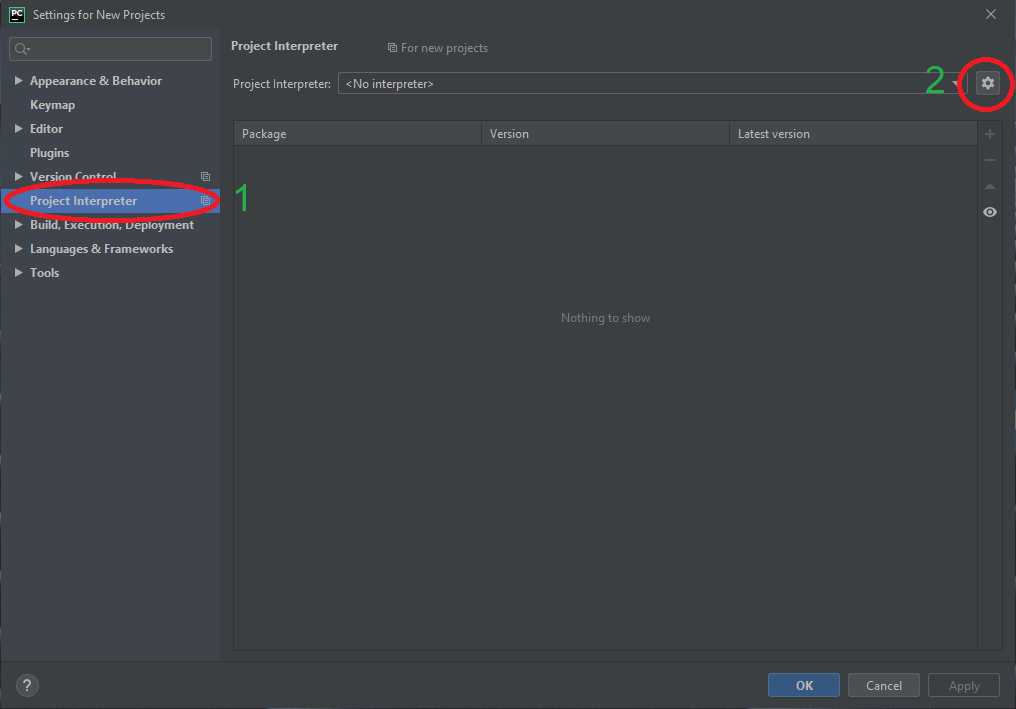 PC Settings for New Projects
Project Interpreter
For new projects
Project Interpreter: <No interpreter>
2
Appearance & Behavior
Keymap
Editor
Plugins
Version Control
Project Interpreter
1
Build, Execution, Deployment
Languages & Frameworks
Tools
Package Version Latest version
Nothing to show
?
OK Cancel Apply